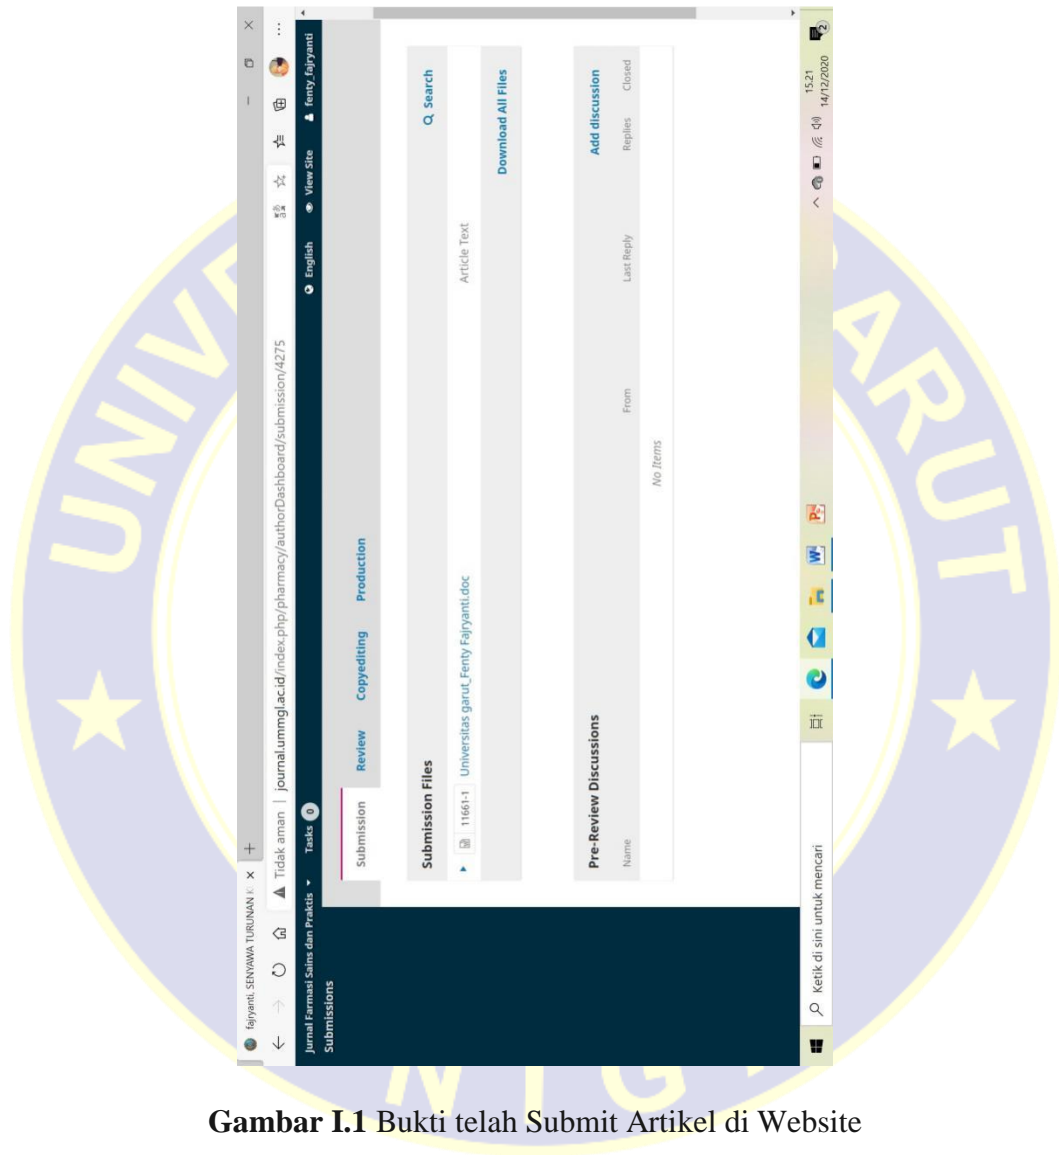 fajryanti, SENYAWA TURUNAN
Tidak aman | journal.ummgl.ac.id/index.php/pharmacy/authorDashboard/submission/4275
Jurnal Farmasi Sains dan Praktis Tasks 0 English View Site fenty_fajryanti
Submissions
Submission Review Copyediting Production
Submission Files Search
11661-1 Universitas garut_Fenty Fajryanti.doc Article Text
Download All Files
Pre-Review Discussions Add discussion
Name From Last Reply Replies Closed
No Items
Ketik di sini untuk mencari
15.21
14/12/2020
2
Gambar I.1 Bukti telah Submit Artikel di Website